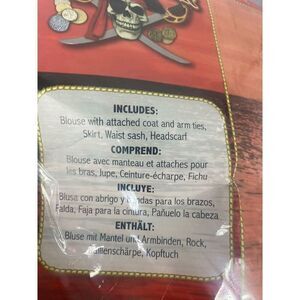 INCLUDES:
Blouse with attached coat and arm ties,
Skirt, Waist sash, Headscarf
COMPREND:
Blouse avec manteau et attaches pour
les bras, Jupe, Ceinture-écharpe, Fichu
INCLUYE:
Blusa con abrigo y bandas para los brazos,
Falda, Faja para la cintura, Pañuelo la cabeza
ENTHÄLT:
Bluse mit Mantel und Armbinden, Rock,
Taillenschärpe, Kopftuch